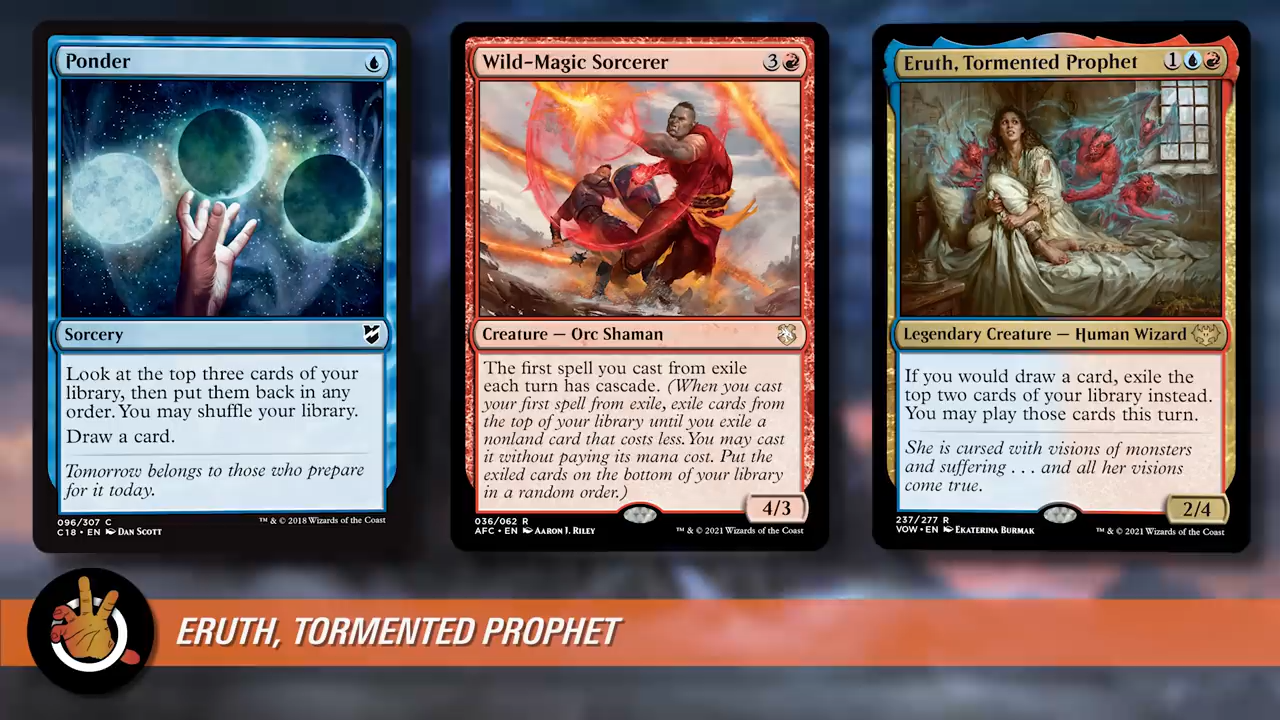 Ponder
Sorcery
Look at the top three cards of your
library, then put them back in any
order. You may shuffle your library.
Draw a card.
Tomorrow belongs to those who prepare
for it today.
096/307 C
C18 • EN DAN SCOTT
™ & © 2018 Wizards of the Coast
Wild-Magic Sorcerer
3
Creature — Orc Shaman
The first spell you cast from exile
each turn has cascade. (When you cast
your first spell from exile, exile cards from
the top of your library until you exile a
nonland card that costs less. You may cast
it without paying its mana cost. Put the
exiled cards on the bottom of your library
in a random order.)
4/3
036/062 R
AFC • EN AARON J. RILEY
™ & © 2021 Wizards of the Coast
Eruth, Tormented Prophet
1
Legendary Creature — Human Wizard
If you would draw a card, exile the
top two cards of your library instead.
You may play those cards this turn.
She is cursed with visions of monsters
and suffering . . . and all her visions
come true.
2/4
237/277 R
VOW • EN EKATERINA BURMAK
™ & © 2021 Wizards of the Coast
ERUTH, TORMENTED PROPHET